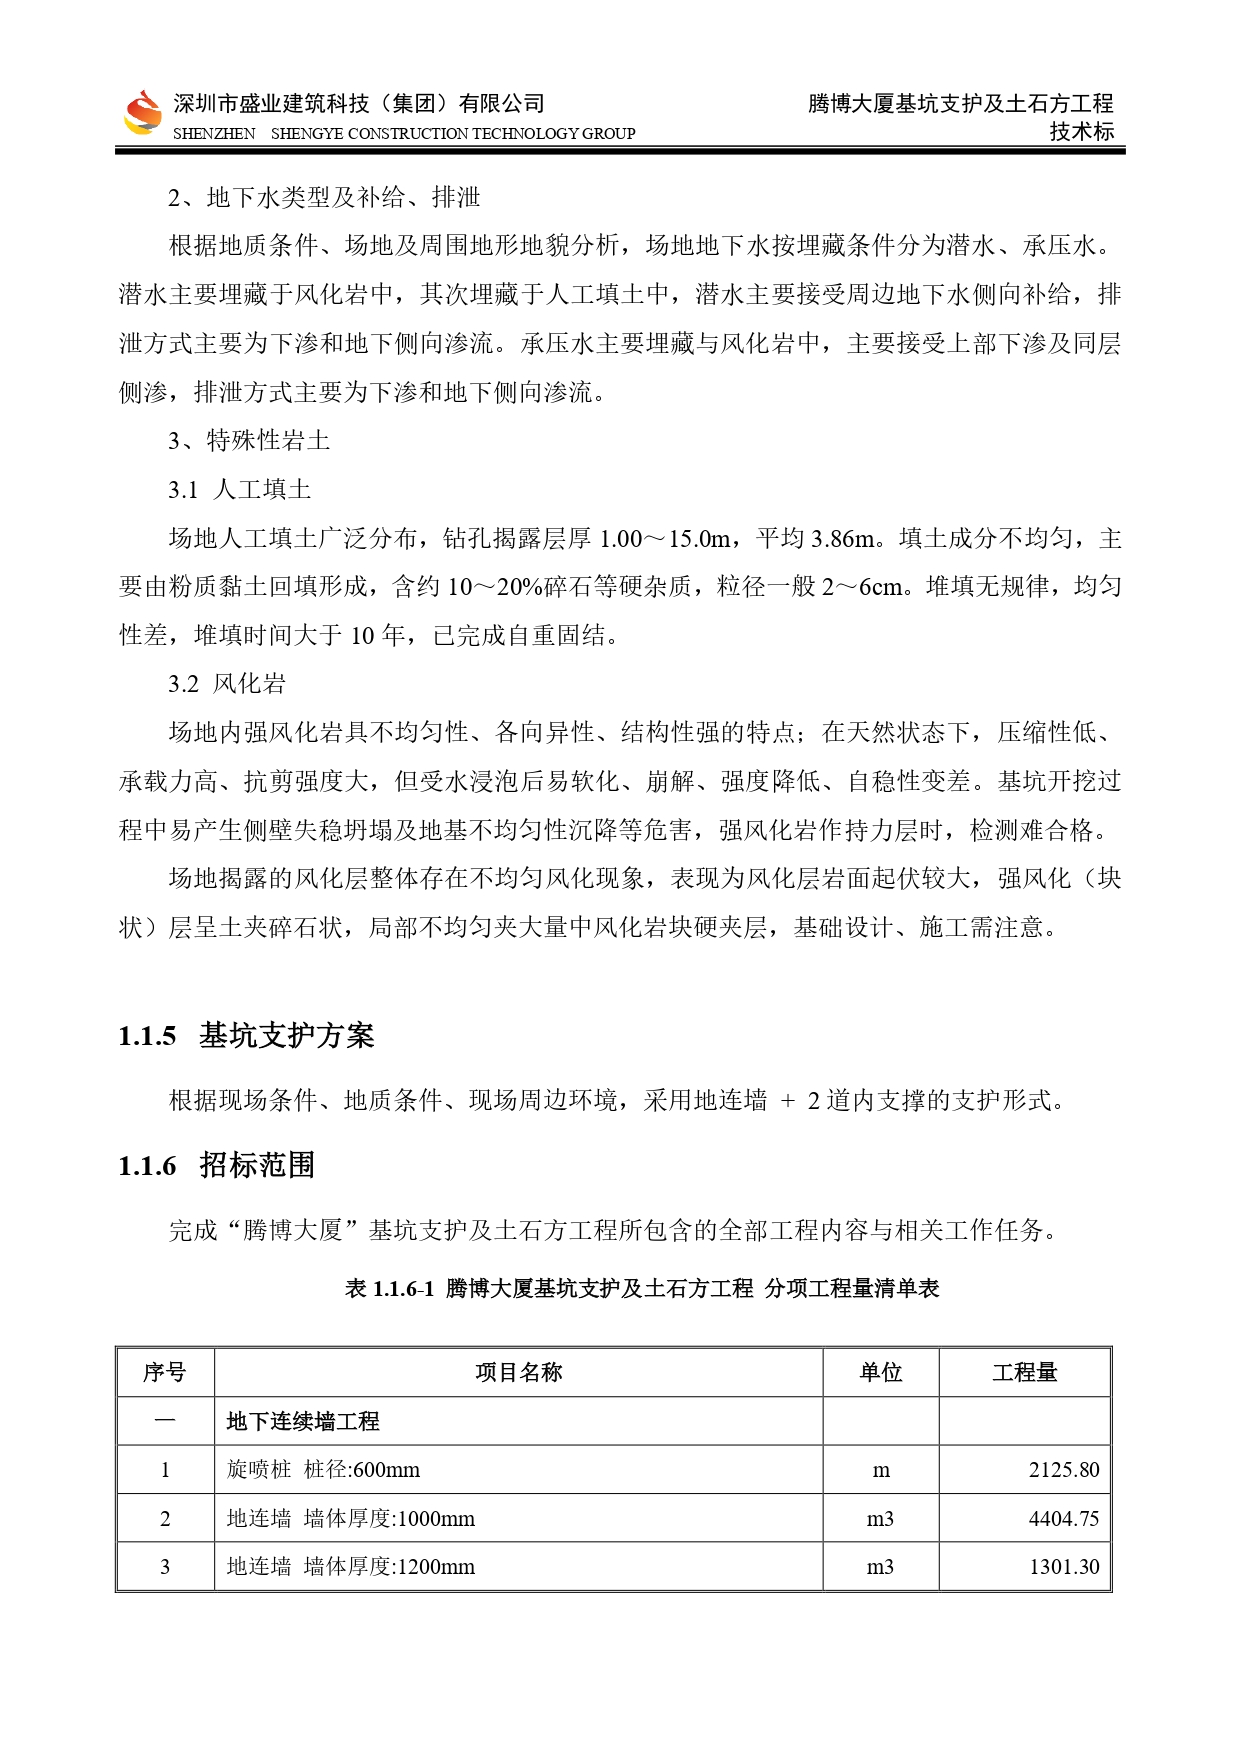 深圳市盛业建筑科技（集团）有限公司
SHENZHEN SHENGYE CONSTRUCTION TECHNOLOGY GROUP
腾博大厦基坑支护及土石方工程
技术标
2、地下水类型及补给、排泄
根据地质条件、场地及周围地形地貌分析，场地地下水按埋藏条件分为潜水、承压水。
潜水主要埋藏于风化岩中，其次埋藏于人工填土中，潜水主要接受周边地下水侧向补给，排
泄方式主要为下渗和地下侧向渗流。承压水主要埋藏与风化岩中，主要接受上部下渗及同层
侧渗，排泄方式主要为下渗和地下侧向渗流。
3、特殊性岩土
3.1 人工填土
场地人工填土广泛分布，钻孔揭露层厚 1.00～15.0m，平均 3.86m。填土成分不均匀，主
要由粉质黏土回填形成，含约 10～20%碎石等硬杂质，粒径一般 2～6cm。堆填无规律，均匀
性差，堆填时间大于 10 年，已完成自重固结。
3.2 风化岩
场地内强风化岩具不均匀性、各向异性、结构性强的特点；在天然状态下，压缩性低、
承载力高、抗剪强度大，但受水浸泡后易软化、崩解、强度降低、自稳性变差。基坑开挖过
程中易产生侧壁失稳坍塌及地基不均匀性沉降等危害，强风化岩作持力层时，检测难合格。
场地揭露的风化层整体存在不均匀风化现象，表现为风化层岩面起伏较大，强风化（块
状）层呈土夹碎石状，局部不均匀夹大量中风化岩块硬夹层，基础设计、施工需注意。
1.1.5 基坑支护方案
根据现场条件、地质条件、现场周边环境，采用地连墙 + 2 道内支撑的支护形式。
1.1.6 招标范围
完成“腾博大厦”基坑支护及土石方工程所包含的全部工程内容与相关工作任务。
表 1.1.6-1 腾博大厦基坑支护及土石方工程 分项工程量清单表
序号 项目名称 单位 工程量
一 地下连续墙工程
1 旋喷桩 桩径:600mm m 2125.80
2 地连墙 墙体厚度:1000mm m3 4404.75
3 地连墙 墙体厚度:1200mm m3 1301.30